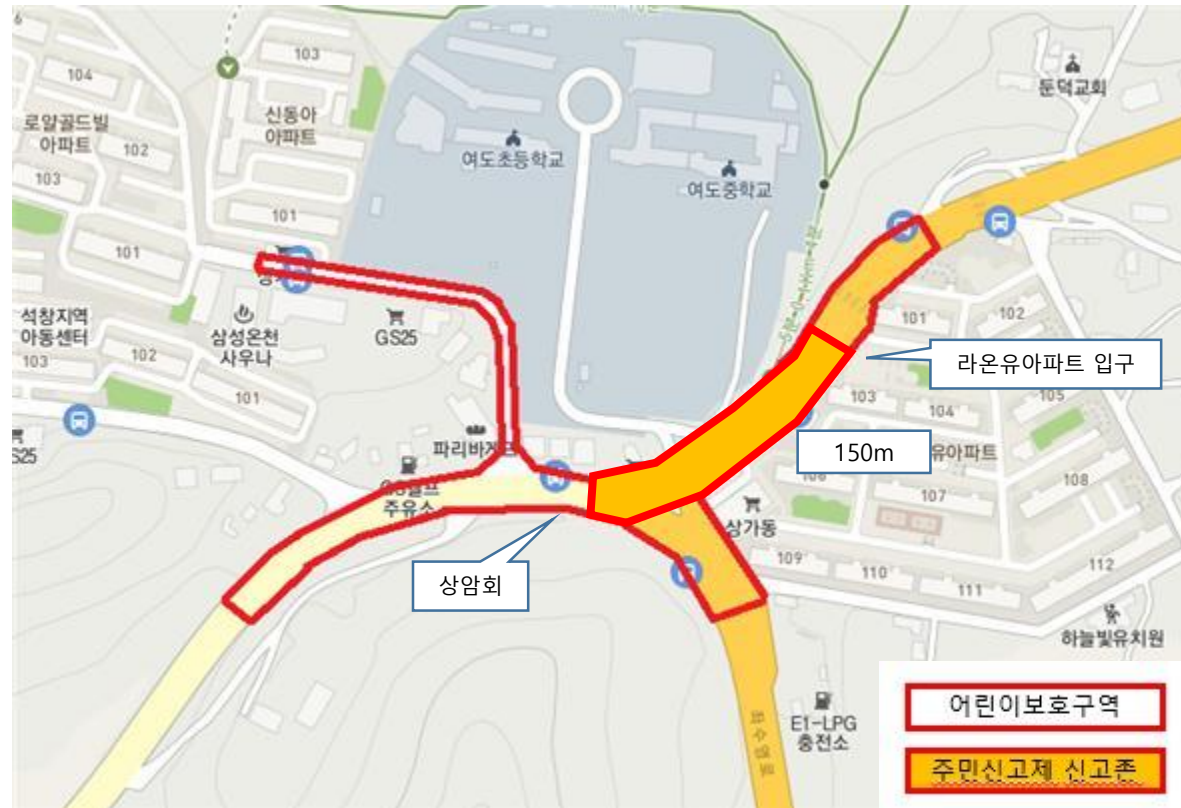 103
104
신동아
아파트
로얄골드빌
아파트
102
103
101
101
여도초등학교
여도중학교
둔덕교회
석창지역
아동센터
103
102
101
삼성온천
사우나
GS25
파리바게
주유소
상암회
라온유아파트 입구
150m
유아파트
101
102
103
104
105
107
108
상가동
109
110
111
112
하늘빛유치원
E1-LPG
충전소
좌수영로
어린이보호구역
주민신고제 신고존